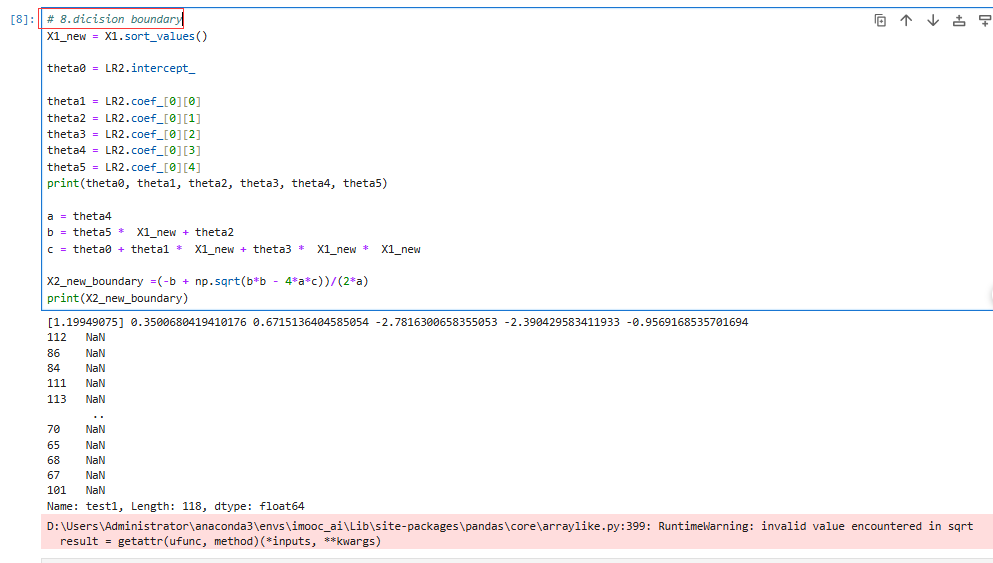 [8]: # 8.dicision boundary
X1_new = X1.sort_values()
theta0 = LR2.intercept_
theta1 = LR2.coef_[0][0]
theta2 = LR2.coef_[0][1]
theta3 = LR2.coef_[0][2]
theta4 = LR2.coef_[0][3]
theta5 = LR2.coef_[0][4]
print(theta0, theta1, theta2, theta3, theta4, theta5)
a = theta4
b = theta5 *  X1_new + theta2
c = theta0 + theta1 *  X1_new + theta3 *  X1_new *  X1_new
X2_new_boundary =(-b + np.sqrt(b*b - 4*a*c))/(2*a)
print(X2_new_boundary)
[1.19949075] 0.3500680419410176 0.6715136404585054 -2.7816300658355053 -2.390429583411933 -0.9569168535701694
112   NaN
86    NaN
84    NaN
111   NaN
113   NaN
..
70    NaN
65    NaN
68    NaN
67    NaN
101   NaN
Name: test1, Length: 118, dtype: float64
D:\Users\Administrator\anaconda3\envs\imooc_ai\Lib\site-packages\pandas\core\arraylike.py:399: RuntimeWarning: invalid value encountered in sqrt
result = getattr(ufunc, method)(*inputs, **kwargs)